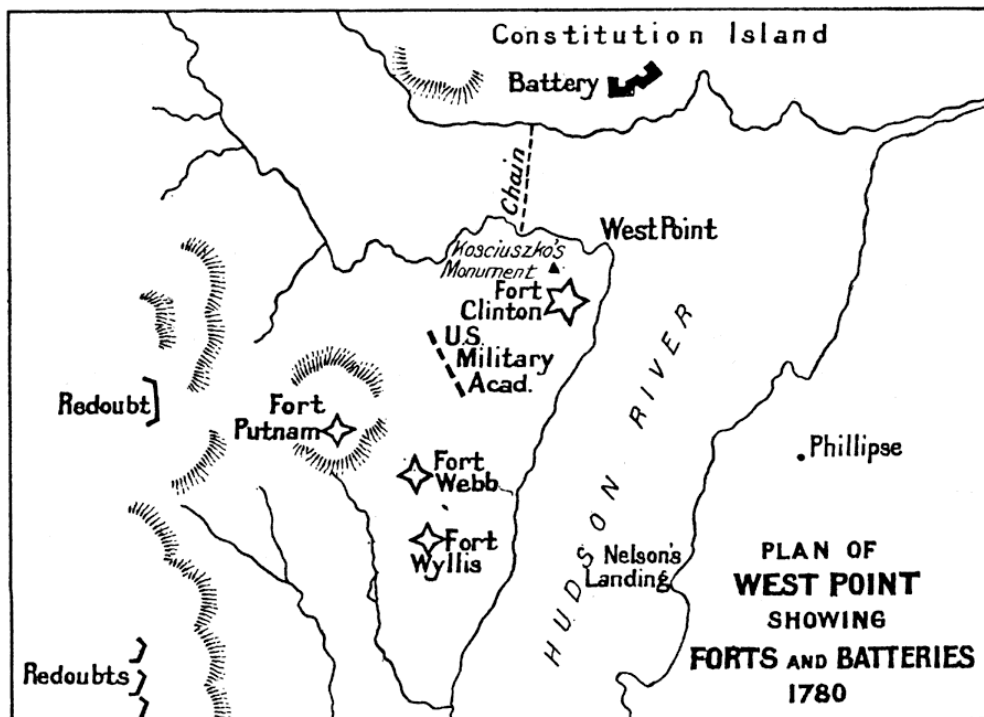 Constitution Island
Battery
Chain
West Point
Kosciuszko's
Monument
Fort
Clinton
U.S.
Military
Acad.
HUDSON RIVER
Redoubt
Fort
Putnam
Phillipse
Fort
Webb
Fort
Wyllis
Nelson's
Landing
Redoubts
PLAN OF
WEST POINT
SHOWING
FORTS AND BATTERIES
1780